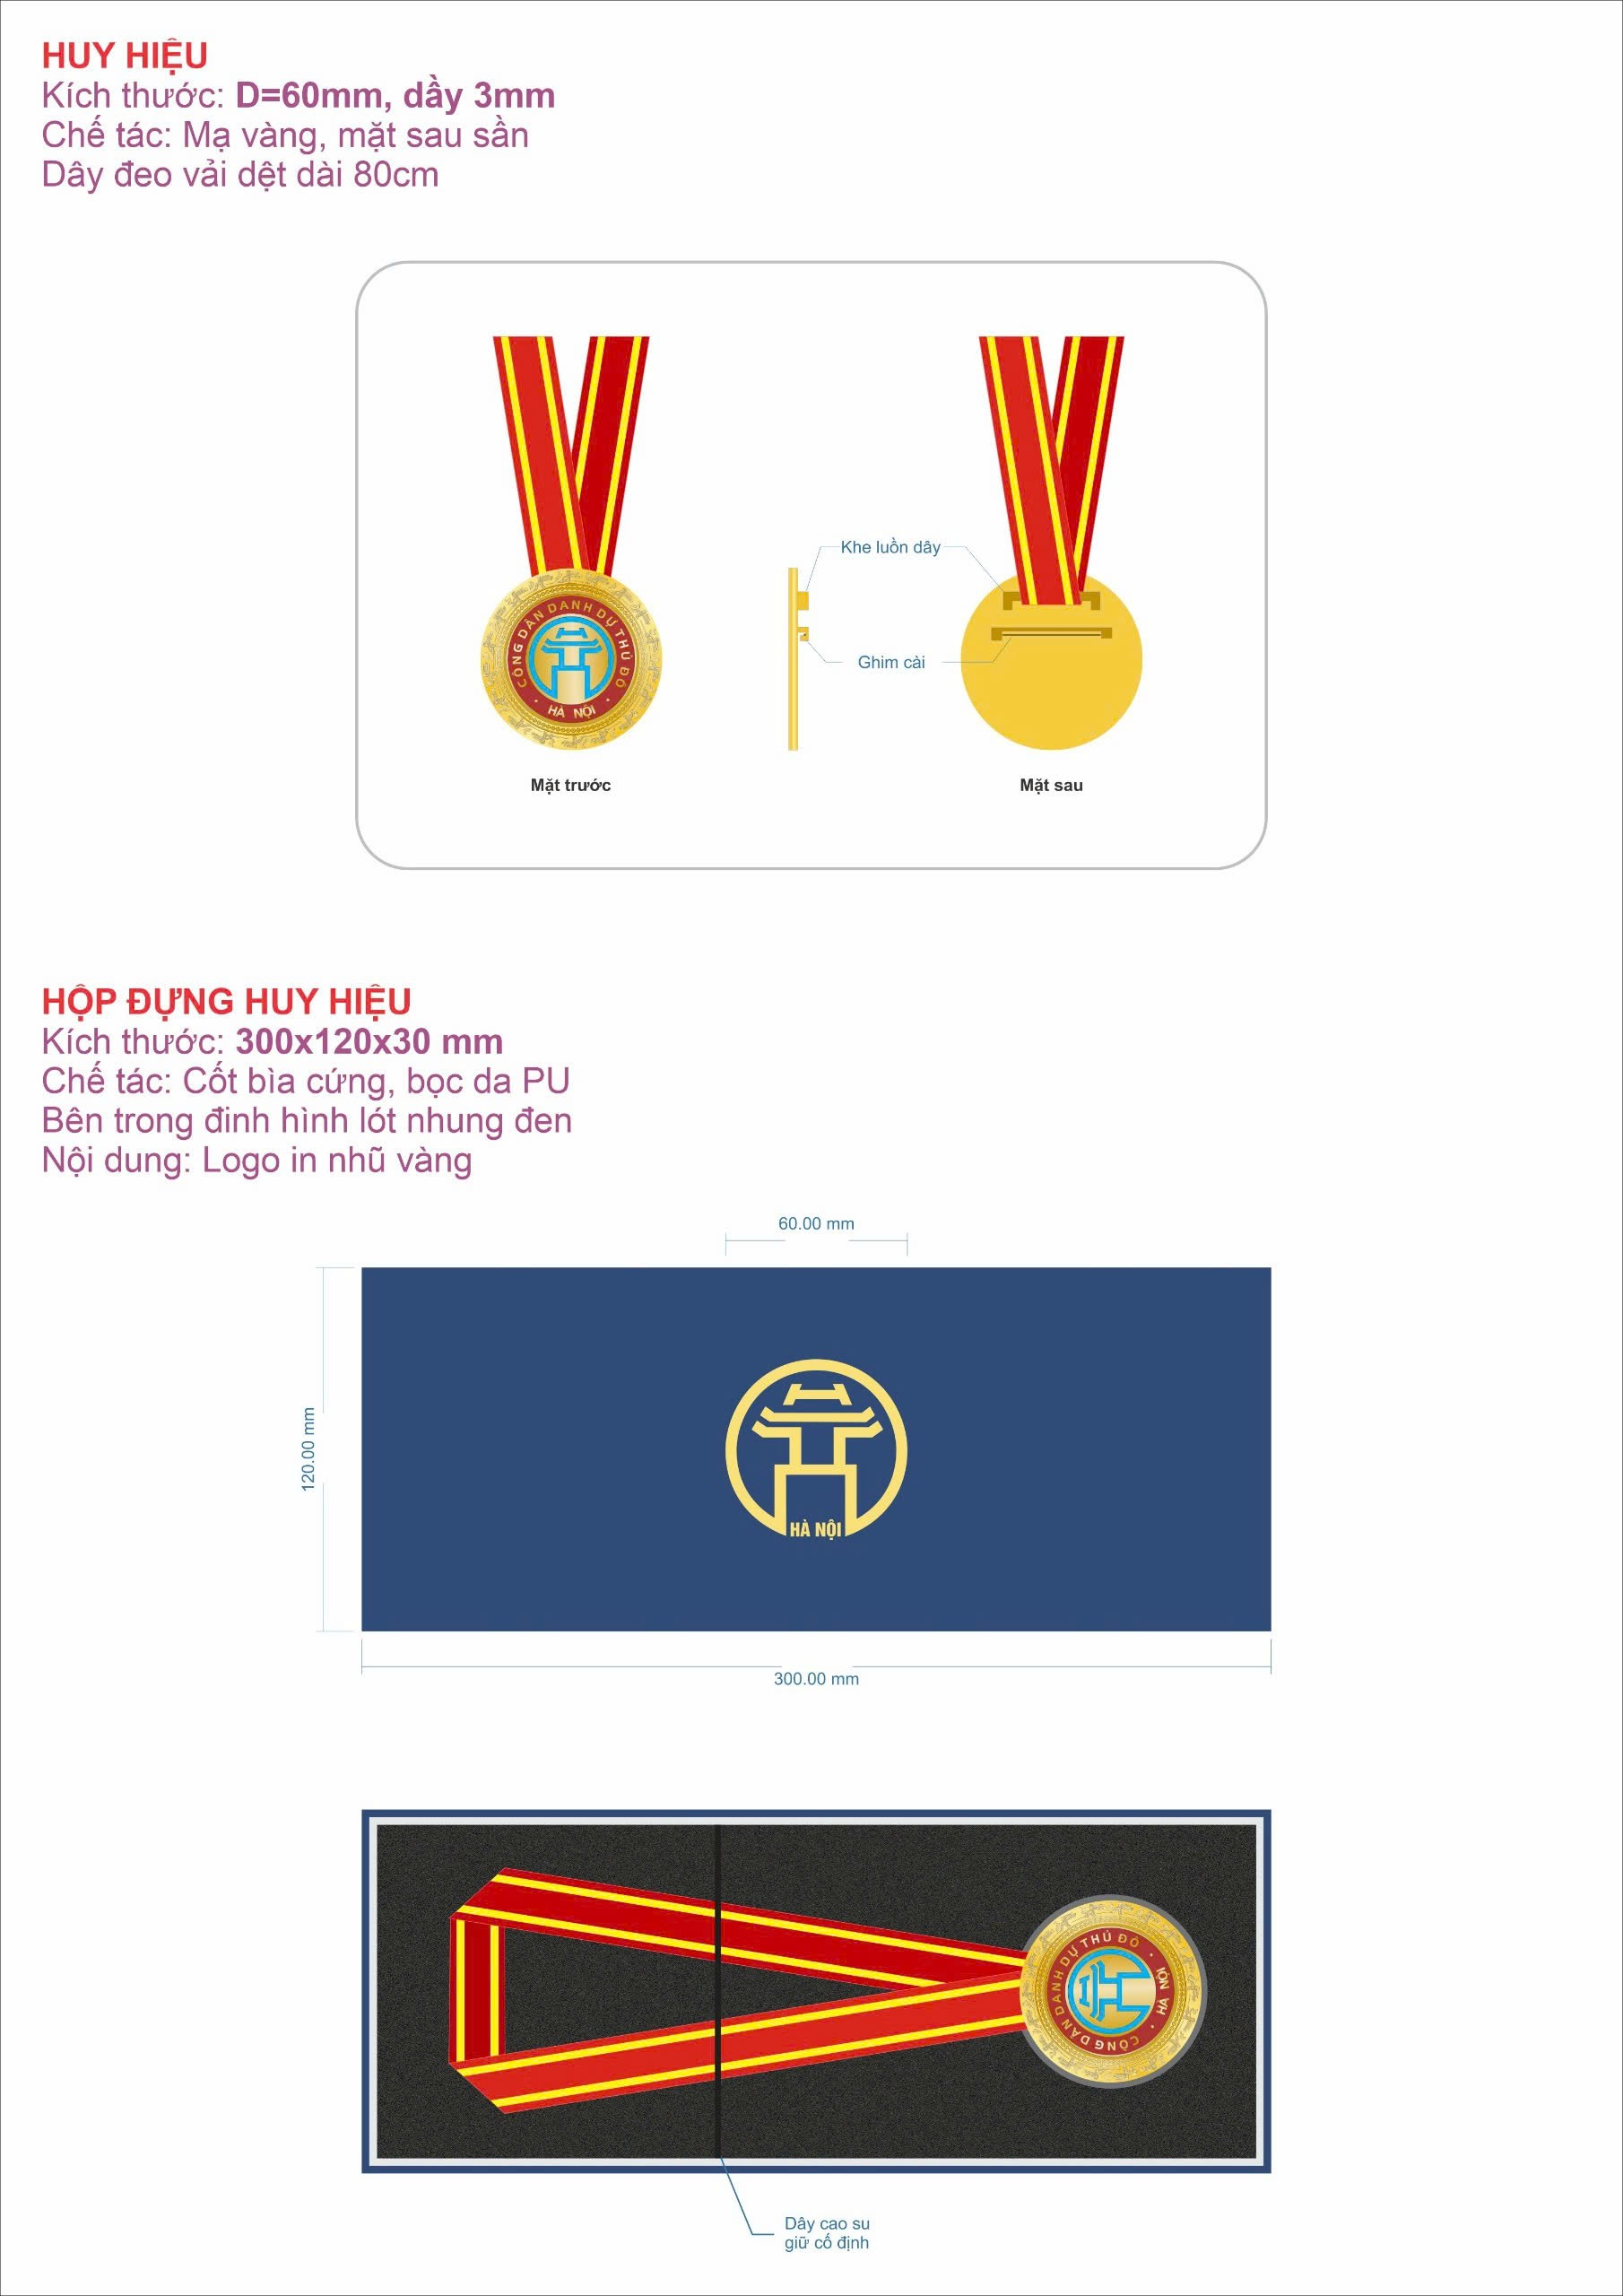 HUY HIỆU
Kích thước: D=60mm, dầy 3mm
Chế tác: Mạ vàng, mặt sau sần
Dây đeo vải dệt dài 80cm
Khe luồn dây
Ghim cài
CÔNG DÂN DANH DỰ THỦ ĐÔ
HÀ NỘI
Mặt trước
Mặt sau
HỘP ĐỰNG HUY HIỆU
Kích thước: 300x120x30 mm
Chế tác: Cốt bìa cứng, bọc da PU
Bên trong đinh hình lót nhung đen
Nội dung: Logo in nhũ vàng
60.00 mm
120.00 mm
HÀ NỘI
300.00 mm
CÔNG DÂN DANH DỰ THỦ ĐÔ
HÀ NỘI
Dây cao su
giữ cố định